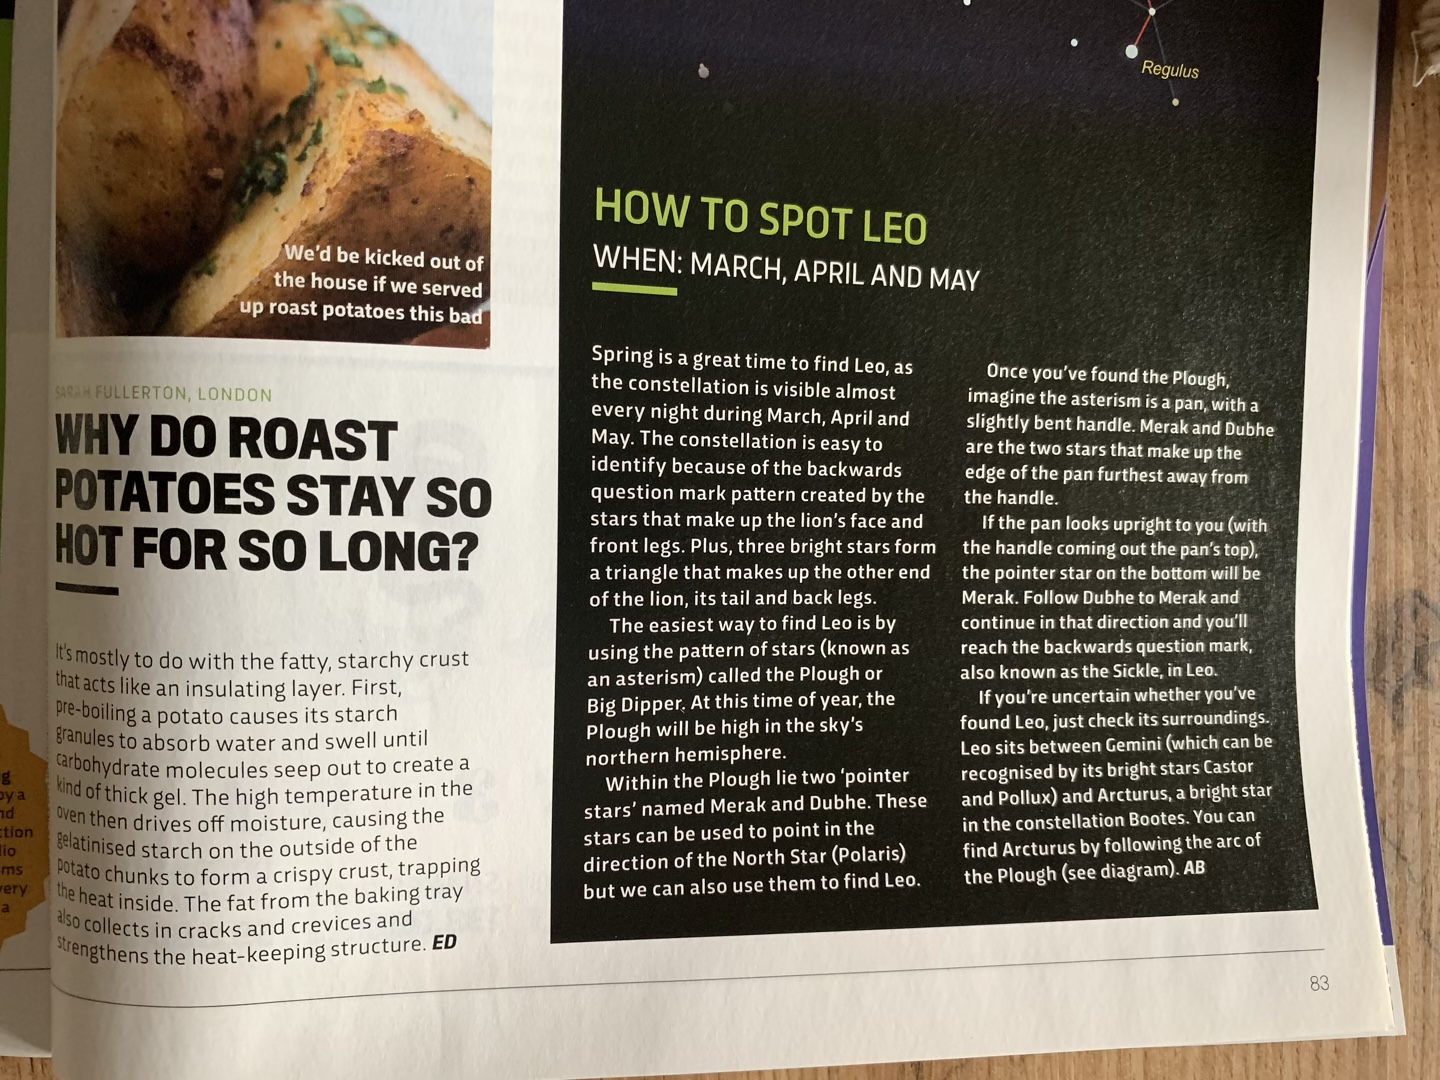 Regulus
We'd be kicked out of
the house if we served
up roast potatoes this bad
SARAH FULLERTON, LONDON
WHY DO ROAST
POTATOES STAY SO
HOT FOR SO LONG?
It's mostly to do with the fatty, starchy crust
that acts like an insulating layer. First,
pre-boiling a potato causes its starch
granules to absorb water and swell until
carbohydrate molecules seep out to create a
kind of thick gel. The high temperature in the
oven then drives off moisture, causing the
gelatinised starch on the outside of the
potato chunks to form a crispy crust, trapping
the heat inside. The fat from the baking tray
also collects in cracks and crevices and
strengthens the heat-keeping structure. ED
HOW TO SPOT LEO
WHEN: MARCH, APRIL AND MAY
Spring is a great time to find Leo, as
the constellation is visible almost
every night during March, April and
May. The constellation is easy to
identify because of the backwards
question mark pattern created by the
stars that make up the lion's face and
front legs. Plus, three bright stars form
a triangle that makes up the other end
of the lion, its tail and back legs.
The easiest way to find Leo is by
using the pattern of stars (known as
an asterism) called the Plough or
Big Dipper. At this time of year, the
Plough will be high in the sky's
northern hemisphere.
Within the Plough lie two 'pointer
stars' named Merak and Dubhe. These
stars can be used to point in the
direction of the North Star (Polaris)
but we can also use them to find Leo.
Once you've found the Plough,
imagine the asterism is a pan, with a
slightly bent handle. Merak and Dubhe
are the two stars that make up the
edge of the pan furthest away from
the handle.
If the pan looks upright to you (with
the handle coming out the pan's top),
the pointer star on the bottom will be
Merak. Follow Dubhe to Merak and
continue in that direction and you'll
reach the backwards question mark,
also known as the Sickle, in Leo.
If you're uncertain whether you've
found Leo, just check its surroundings.
Leo sits between Gemini (which can be
recognised by its bright stars Castor
and Pollux) and Arcturus, a bright star
in the constellation Bootes. You can
find Arcturus by following the arc of
the Plough (see diagram). AB
83